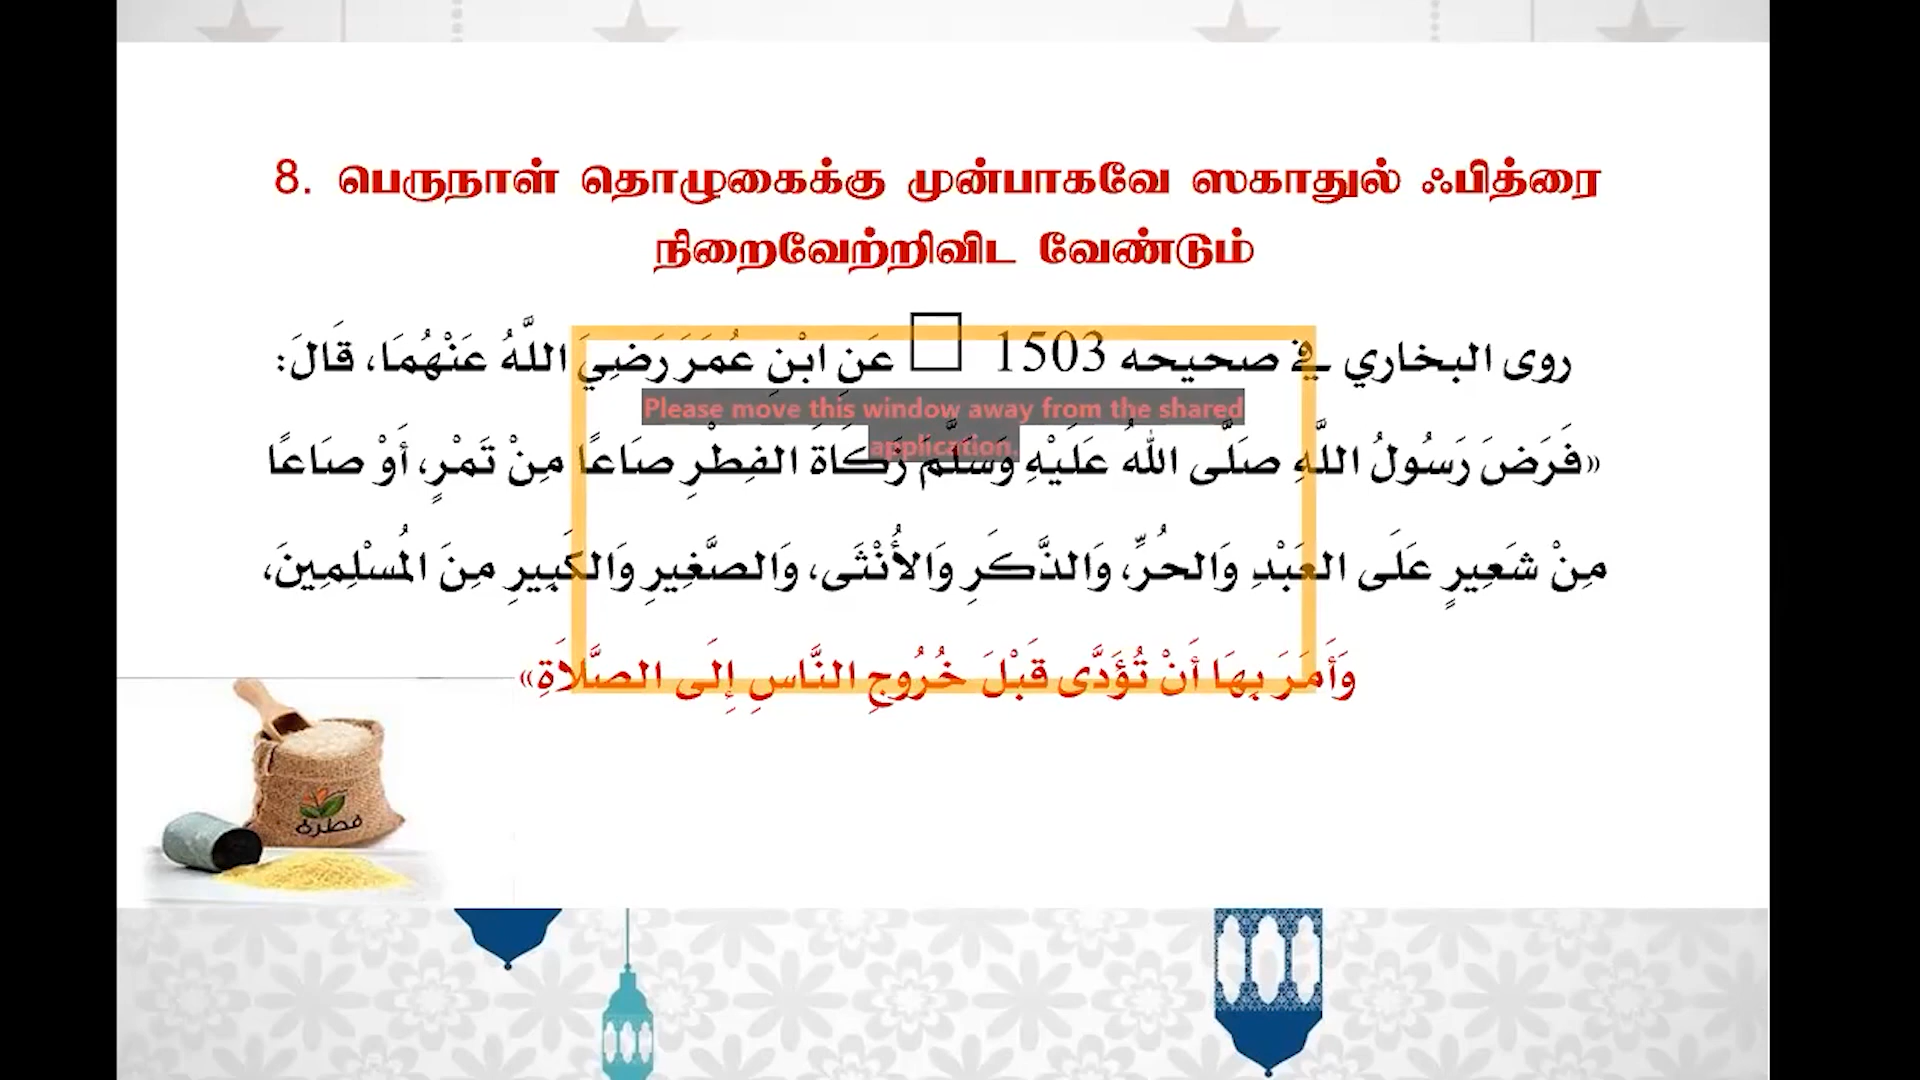 8. பெருநாள் தொழுகைக்கு முன்பாகவே ஸகாதுல் ஃபித்ரை
நிறைவேற்றிவிட வேண்டும்
روى البخاري في صحيحه 1503 □ عَنِ ابْنِ عُمَرَ رَضِيَ اللَّهُ عَنْهُمَا، قَالَ:
Please move this window away from the shared
application.
«فَرَضَ رَسُولُ اللَّهِ صَلَّى اللهُ عَلَيْهِ وَسَلَّمَ زَكَاةَ الفِطْرِ صَاعًا مِنْ تَمْرٍ، أَوْ صَاعًا
مِنْ شَعِيرٍ عَلَى العَبْدِ وَالحُرِّ، وَالذَّكَرِ وَالأُنْثَى، وَالصَّغِيرِ وَالكَبِيرِ مِنَ المُسْلِمِينَ،
وَأَمَرَ بِهَا أَنْ تُؤَدَّى قَبْلَ خُرُوجِ النَّاسِ إِلَى الصَّلاَةِ»
فطرة